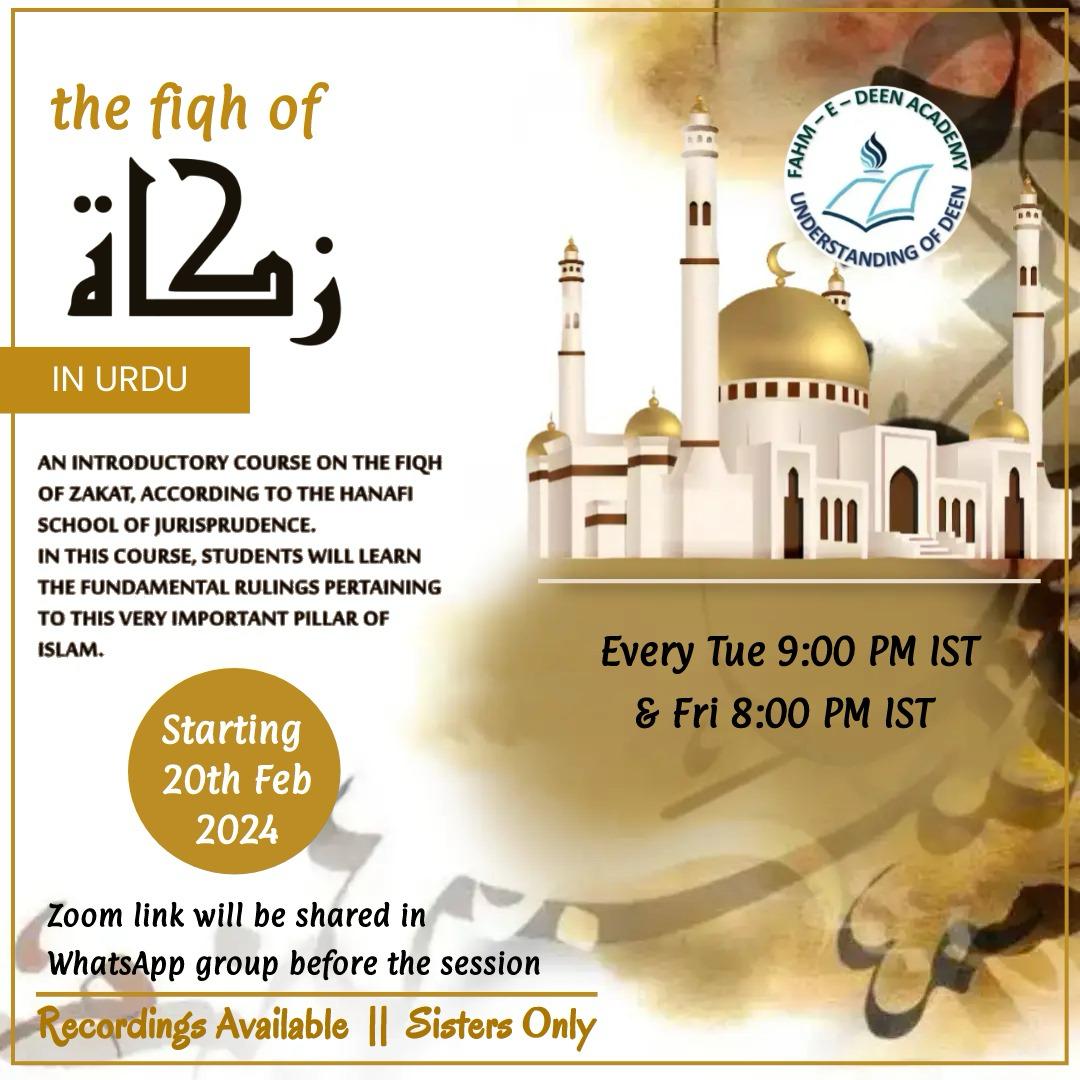 the fiqh of
زكاة
IN URDU
AN INTRODUCTORY COURSE ON THE FIQH
OF ZAKAT, ACCORDING TO THE HANAFI
SCHOOL OF JURISPRUDENCE.
IN THIS COURSE, STUDENTS WILL LEARN
THE FUNDAMENTAL RULINGS PERTAINING
TO THIS VERY IMPORTANT PILLAR OF
ISLAM.
Starting
20th Feb
2024
Zoom link will be shared in
WhatsApp group before the session
Recordings Available || Sisters Only
FAHM – E – DEEN ACADEMY
UNDERSTANDING OF DEEN
Every Tue 9:00 PM IST
& Fri 8:00 PM IST